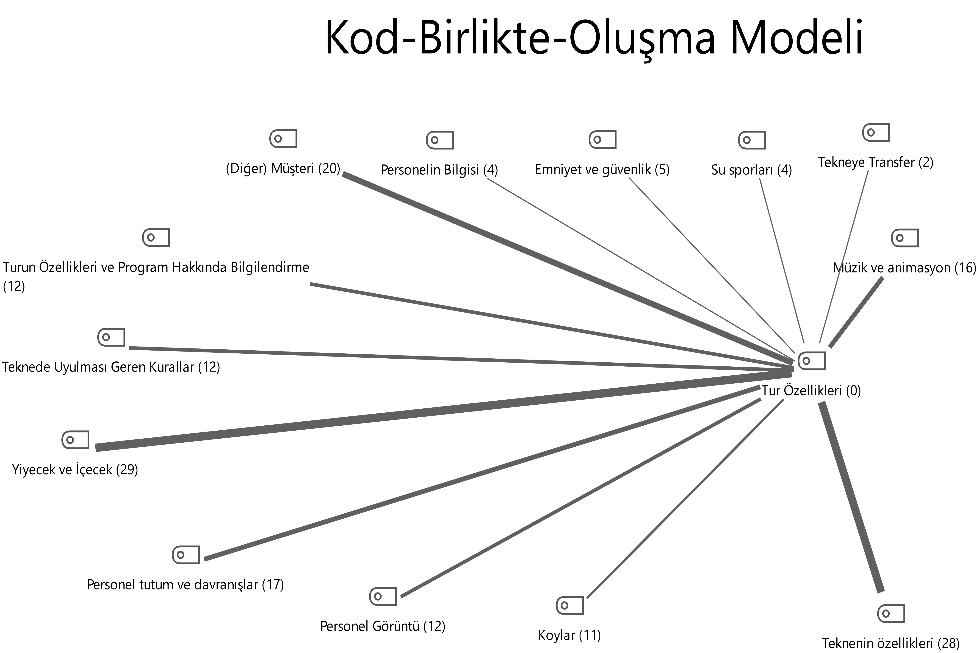 Kod-Birlikte-Oluşma Modeli
(Diğer) Müşteri (20)
Personelin Bilgisi (4)
Emniyet ve güvenlik (5)
Su sporları (4)
Tekneye Transfer (2)
Turun Özellikleri ve Program Hakkında Bilgilendirme
(12)
Müzik ve animasyon (16)
Teknede Uyulması Geren Kurallar (12)
Tur Özellikleri (0)
Yiyecek ve İçecek (29)
Personel tutum ve davranışlar (17)
Personel Görüntü (12)
Koylar (11)
Teknenin özellikleri (28)